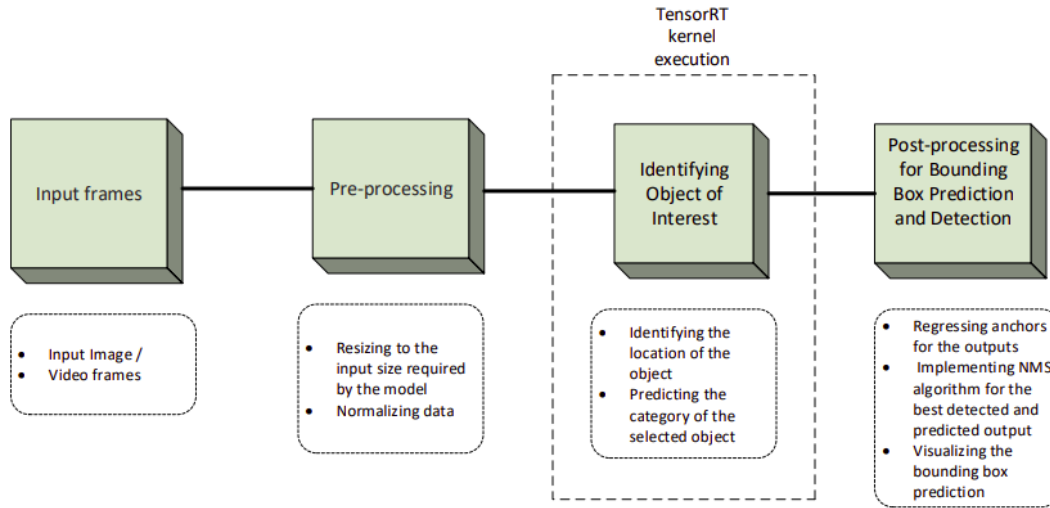 TensorRT
kernel
execution
Input frames
Pre-processing
Identifying
Object of
Interest
Post-processing
for Bounding
Box Prediction
and Detection
• Input Image /
• Video frames
• Resizing to the
input size required
by the model
• Normalizing data
• Identifying the
location of the
object
• Predicting the
category of the
selected object
• Regressing anchors
for the outputs
• Implementing NMS
algorithm for the
best detected and
predicted output
• Visualizing the
bounding box
prediction